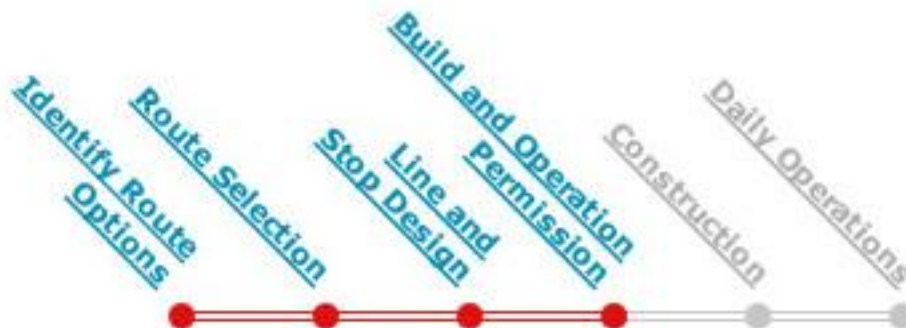 Identify Route
Options
Route Selection
Line and
Stop Design
Build and Operation
Permission
Construction
Daily Operations